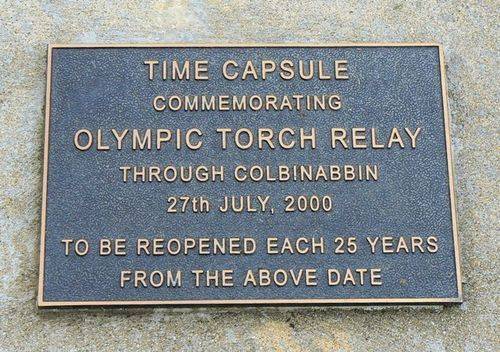 TIME CAPSULE
COMMEMORATING
OLYMPIC TORCH RELAY
THROUGH COLBINABBIN
27th JULY, 2000
TO BE REOPENED EACH 25 YEARS
FROM THE ABOVE DATE